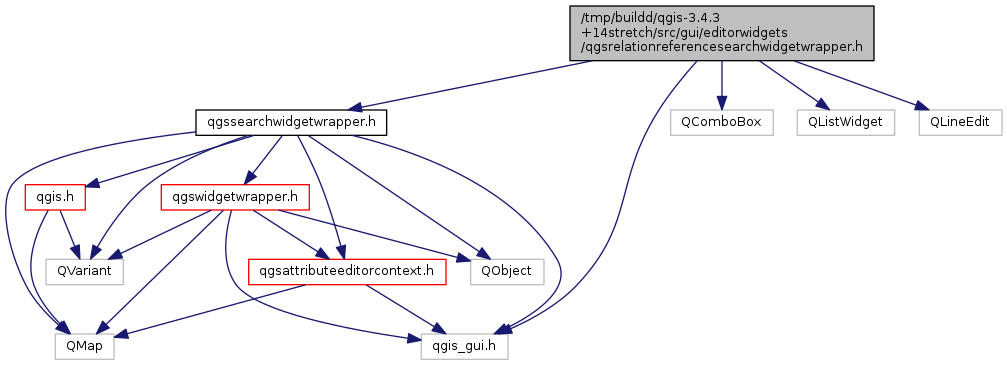 /tmp/buildd/qgis-3.4.3
+14stretch/src/gui/editorwidgets
/qgsrelationreferencesearchwidgetwrapper.h
qgssearchwidgetwrapper.h
QComboBox
QListWidget
QLineEdit
qgis.h
qgswidgetwrapper.h
QVariant
qgsattributeeditorcontext.h
QObject
QMap
qgis_gui.h